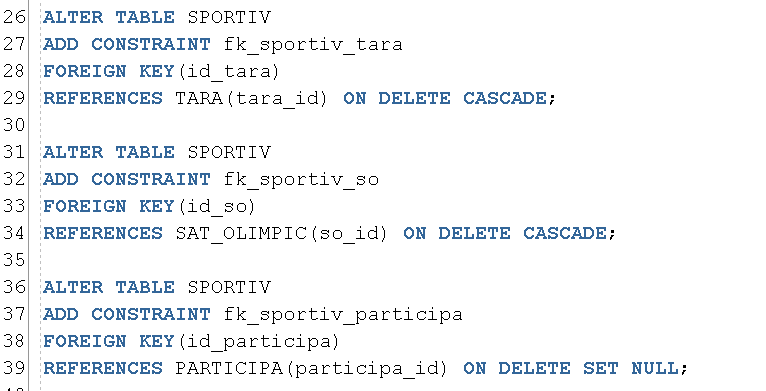 26 ALTER TABLE SPORTIV
27 ADD CONSTRAINT fk_sportiv_tara
28 FOREIGN KEY(id_tara)
29 REFERENCES TARA(tara_id) ON DELETE CASCADE;
30
31 ALTER TABLE SPORTIV
32 ADD CONSTRAINT fk_sportiv_so
33 FOREIGN KEY(id_so)
34 REFERENCES SAT_OLIMPIC(so_id) ON DELETE CASCADE;
35
36 ALTER TABLE SPORTIV
37 ADD CONSTRAINT fk_sportiv_participa
38 FOREIGN KEY(id_participa)
39 REFERENCES PARTICIPA(participa_id) ON DELETE SET NULL;